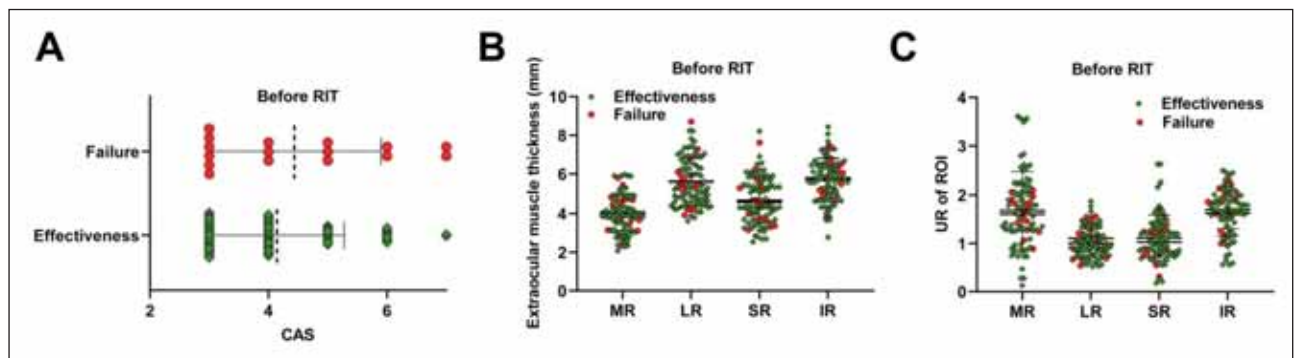 A
Before RIT
Failure
Effectiveness
2
4
6
CAS
B
Before RIT
Effectiveness
Failure
Extraocular muscle thickness (mm)
10
8
6
4
2
0
MR LR SR IR
C
Before RIT
Effectiveness
Failure
UR of ROI
4
3
2
1
0
MR LR SR IR